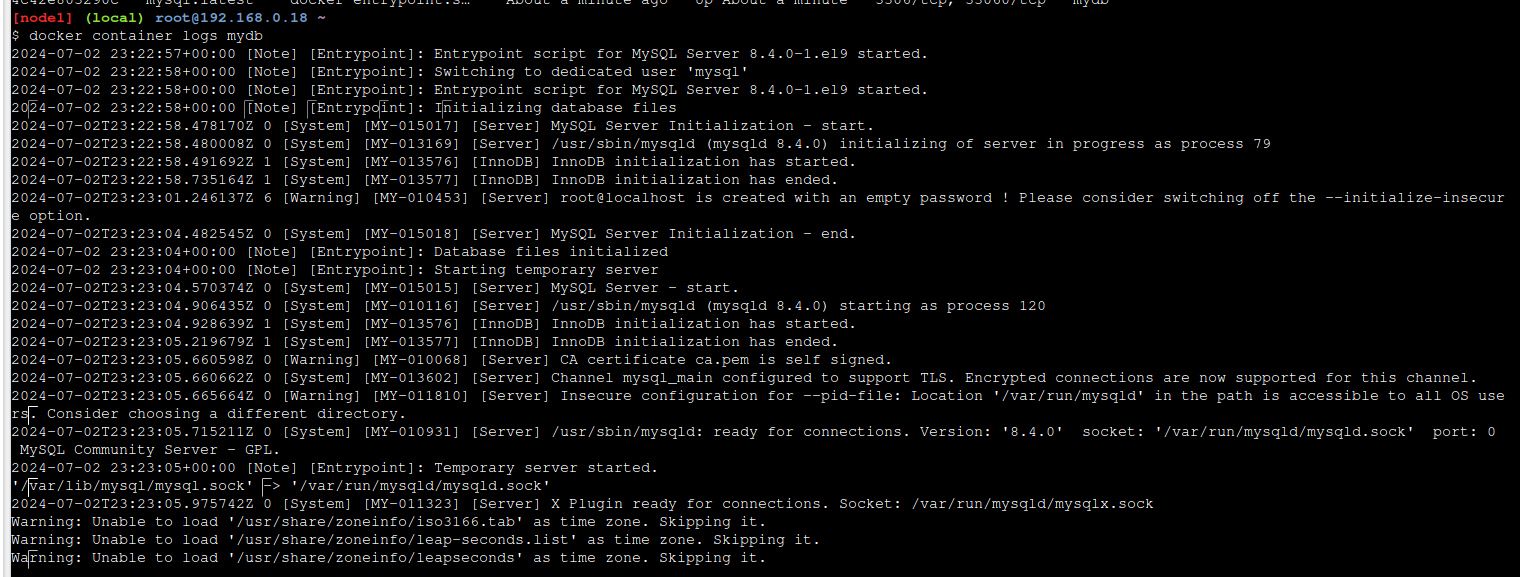 mysql:latest "docker-entrypoint.s…" About a minute ago Up About a minute 3306/tcp, 33060/tcp mydb
[node1] (local) root@192.168.0.18 ~
$ docker container logs mydb
2024-07-02 23:22:57+00:00 [Note] [Entrypoint]: Entrypoint script for MySQL Server 8.4.0-1.el9 started.
2024-07-02 23:22:58+00:00 [Note] [Entrypoint]: Switching to dedicated user 'mysql'
2024-07-02 23:22:58+00:00 [Note] [Entrypoint]: Entrypoint script for MySQL Server 8.4.0-1.el9 started.
2024-07-02 23:22:58+00:00 [Note] [Entrypoint]: Initializing database files
2024-07-02T23:22:58.478170Z 0 [System] [MY-015017] [Server] MySQL Server Initialization - start.
2024-07-02T23:22:58.480008Z 0 [System] [MY-013169] [Server] /usr/sbin/mysqld (mysqld 8.4.0) initializing of server in progress as process 79
2024-07-02T23:22:58.491692Z 1 [System] [MY-013576] [InnoDB] InnoDB initialization has started.
2024-07-02T23:22:58.735164Z 1 [System] [MY-013577] [InnoDB] InnoDB initialization has ended.
2024-07-02T23:23:01.246137Z 6 [Warning] [MY-010453] [Server] root@localhost is created with an empty password ! Please consider switching off the --initialize-insecur
e option.
2024-07-02T23:23:04.482545Z 0 [System] [MY-015018] [Server] MySQL Server Initialization - end.
2024-07-02 23:23:04+00:00 [Note] [Entrypoint]: Database files initialized
2024-07-02 23:23:04+00:00 [Note] [Entrypoint]: Starting temporary server
2024-07-02T23:23:04.570374Z 0 [System] [MY-015015] [Server] MySQL Server - start.
2024-07-02T23:23:04.906435Z 0 [System] [MY-010116] [Server] /usr/sbin/mysqld (mysqld 8.4.0) starting as process 120
2024-07-02T23:23:04.928639Z 1 [System] [MY-013576] [InnoDB] InnoDB initialization has started.
2024-07-02T23:23:05.219679Z 1 [System] [MY-013577] [InnoDB] InnoDB initialization has ended.
2024-07-02T23:23:05.660598Z 0 [Warning] [MY-010068] [Server] CA certificate ca.pem is self signed.
2024-07-02T23:23:05.660662Z 0 [System] [MY-013602] [Server] Channel mysql_main configured to support TLS. Encrypted connections are now supported for this channel.
2024-07-02T23:23:05.665664Z 0 [Warning] [MY-011810] [Server] Insecure configuration for --pid-file: Location '/var/run/mysqld' in the path is accessible to all OS use
rs. Consider choosing a different directory.
2024-07-02T23:23:05.715211Z 0 [System] [MY-010931] [Server] /usr/sbin/mysqld: ready for connections. Version: '8.4.0'  socket: '/var/run/mysqld/mysqld.sock'  port: 0
 MySQL Community Server - GPL.
2024-07-02 23:23:05+00:00 [Note] [Entrypoint]: Temporary server started.
'/var/lib/mysql/mysql.sock' -> '/var/run/mysqld/mysqld.sock'
2024-07-02T23:23:05.975742Z 0 [System] [MY-011323] [Server] X Plugin ready for connections. Socket: /var/run/mysqld/mysqlx.sock
Warning: Unable to load '/usr/share/zoneinfo/iso3166.tab' as time zone. Skipping it.
Warning: Unable to load '/usr/share/zoneinfo/leap-seconds.list' as time zone. Skipping it.
Warning: Unable to load '/usr/share/zoneinfo/leapseconds' as time zone. Skipping it.